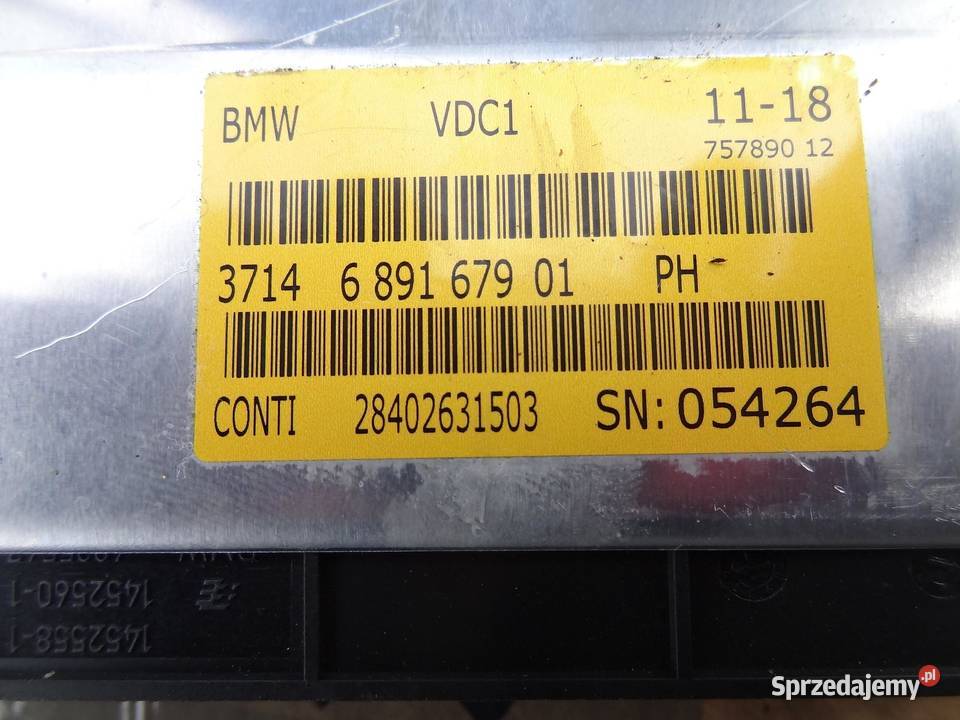 BMW VDC1 11-18
757890 12
3714 6 891 679 01 PH
CONTI 28402631503 SN: 054264
1452560-1
1452558-1
Sprzedajemy.pl